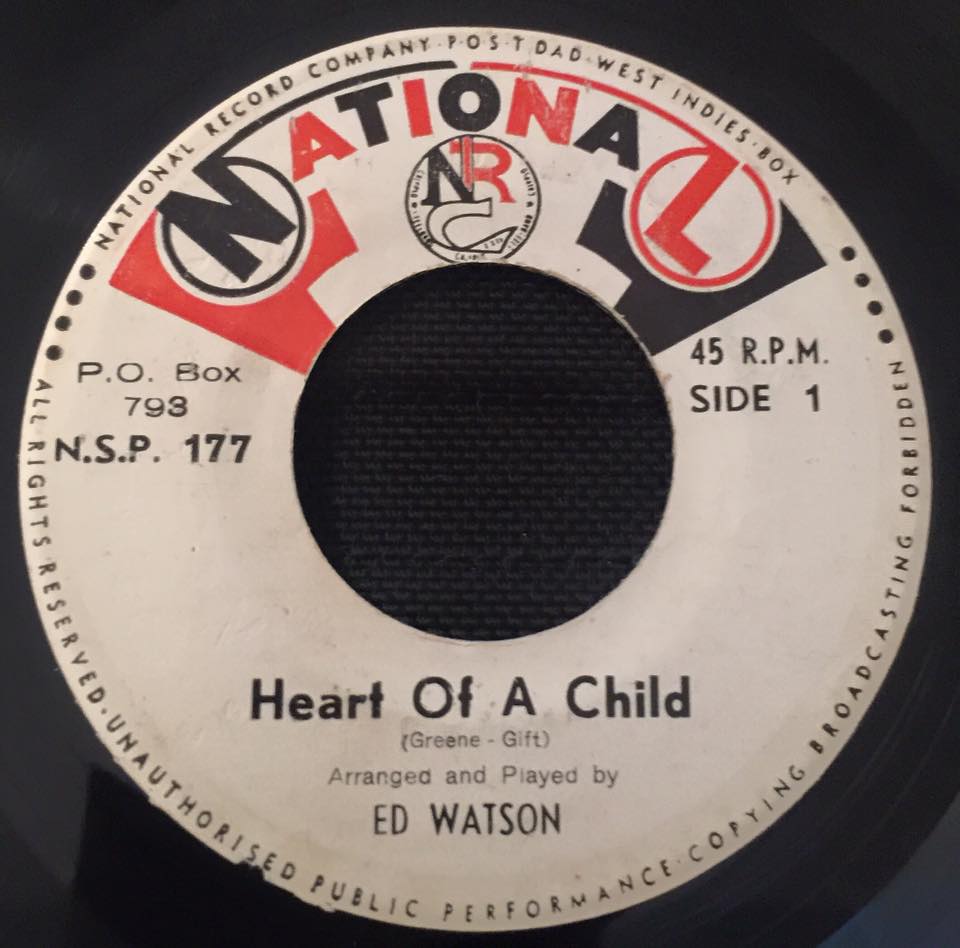 NATIONAL RECORD COMPANY·P·O·S·T DAD·WEST INDIES·BOX
NATIONAL
NRC
P.O. Box
793
N.S.P. 177
45 R.P.M.
SIDE 1
Heart Of A Child
(Greene - Gift)
Arranged and Played by
ED WATSON
ALL RIGHTS RESERVED·UNAUTHORISED PUBLIC PERFORMANCE·COPYING BROADCASTING FORBIDDEN